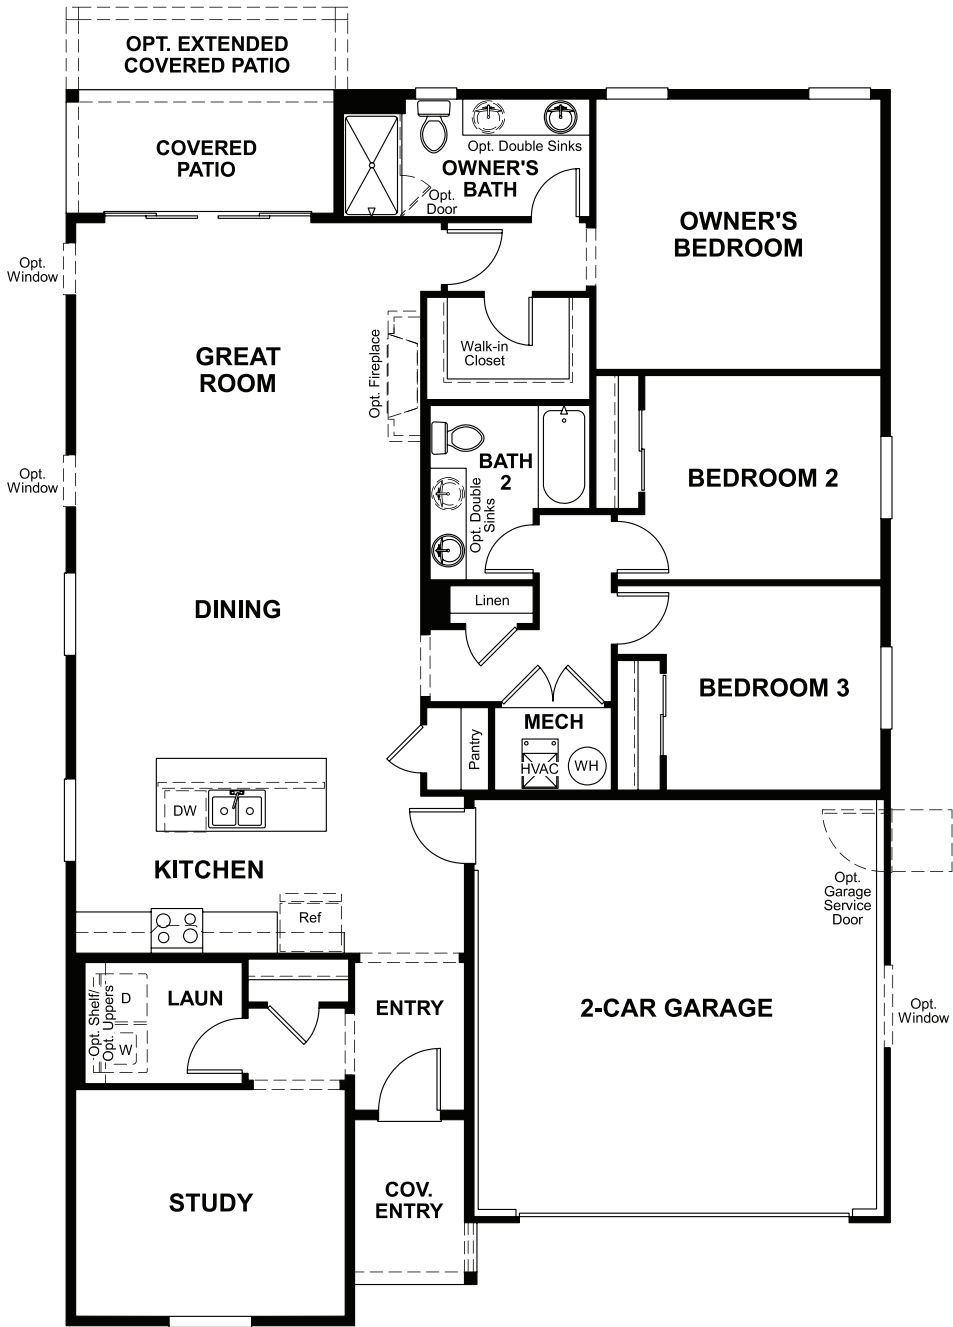 OPT. EXTENDED
COVERED PATIO
COVERED
PATIO
Opt. Double Sinks
OWNER'S
BATH
Opt.
Door
OWNER'S
BEDROOM
Opt.
Window
GREAT
ROOM
Opt. Fireplace
Walk-in
Closet
Opt.
Window
BATH
2
Opt. Double
Sinks
BEDROOM 2
DINING
Linen
BEDROOM 3
MECH
Pantry
HVAC
WH
DW
KITCHEN
Ref
Opt.
Garage
Service
Door
LAUN
D
W
Opt. Shelf/
Opt. Uppers
ENTRY
2-CAR GARAGE
Opt.
Window
STUDY
COV.
ENTRY